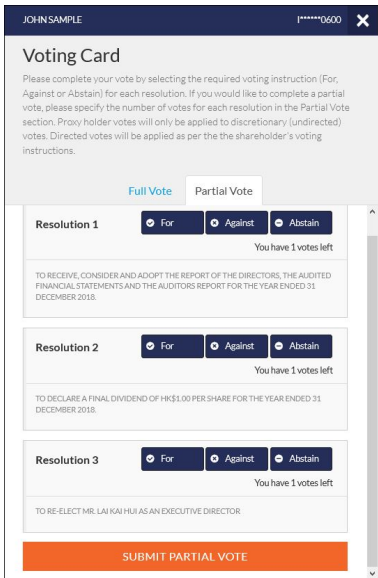 JOHN SAMPLE I******0600
Voting Card
Please complete your vote by selecting the required voting instruction (For,
Against or Abstain) for each resolution. If you would like to complete a partial
vote, please specify the number of votes for each resolution in the Partial Vote
section. Proxy holder votes will only be applied to discretionary (undirected)
votes. Directed votes will be applied as per the the shareholder's voting
instructions.
Full Vote Partial Vote
Resolution 1 For Against Abstain
You have 1 votes left
TO RECEIVE, CONSIDER AND ADOPT THE REPORT OF THE DIRECTORS, THE AUDITED
FINANCIAL STATEMENTS AND THE AUDITORS REPORT FOR THE YEAR ENDED 31
DECEMBER 2018.
Resolution 2 For Against Abstain
You have 1 votes left
TO DECLARE A FINAL DIVIDEND OF HK$1.00 PER SHARE FOR THE YEAR ENDED 31
DECEMBER 2018.
Resolution 3 For Against Abstain
You have 1 votes left
TO RE-ELECT MR. LAI KAI HUI AS AN EXECUTIVE DIRECTOR
SUBMIT PARTIAL VOTE